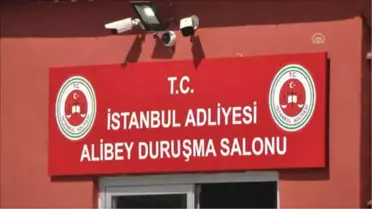 T.C.
İSTANBUL ADLİYESİ
ALİBEY DURUŞMA SALONU